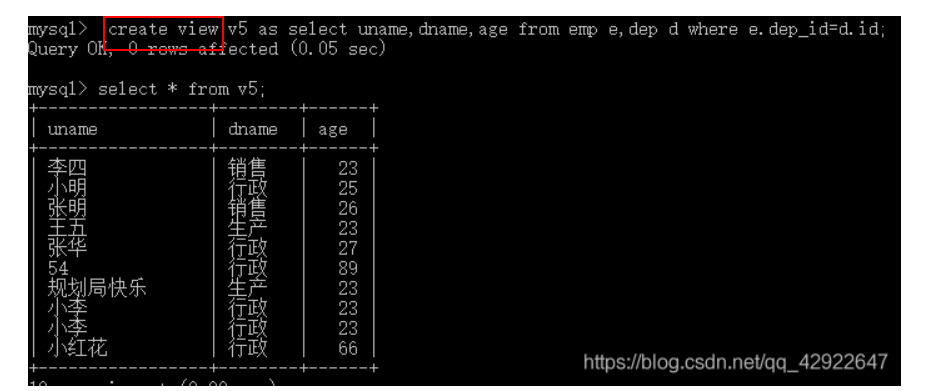 mysql> create view v5 as select uname,dname,age from emp e,dep d where e.dep_id=d.id;
Query OK, 0 rows affected (0.05 sec)
mysql> select * from v5;
+------------------+--------+------+
| uname | dname | age |
+------------------+--------+------+
| 李四 | 销售 | 23 |
| 小明 | 行政 | 25 |
| 张明 | 销售 | 26 |
| 王五 | 生产 | 23 |
| 张华 | 行政 | 27 |
| 54 | 行政 | 89 |
| 规划局快乐 | 生产 | 23 |
| 小李 | 行政 | 23 |
| 小李 | 行政 | 23 |
| 小红花 | 行政 | 66 |
+------------------+--------+------+
https://blog.csdn.net/qq_42922647